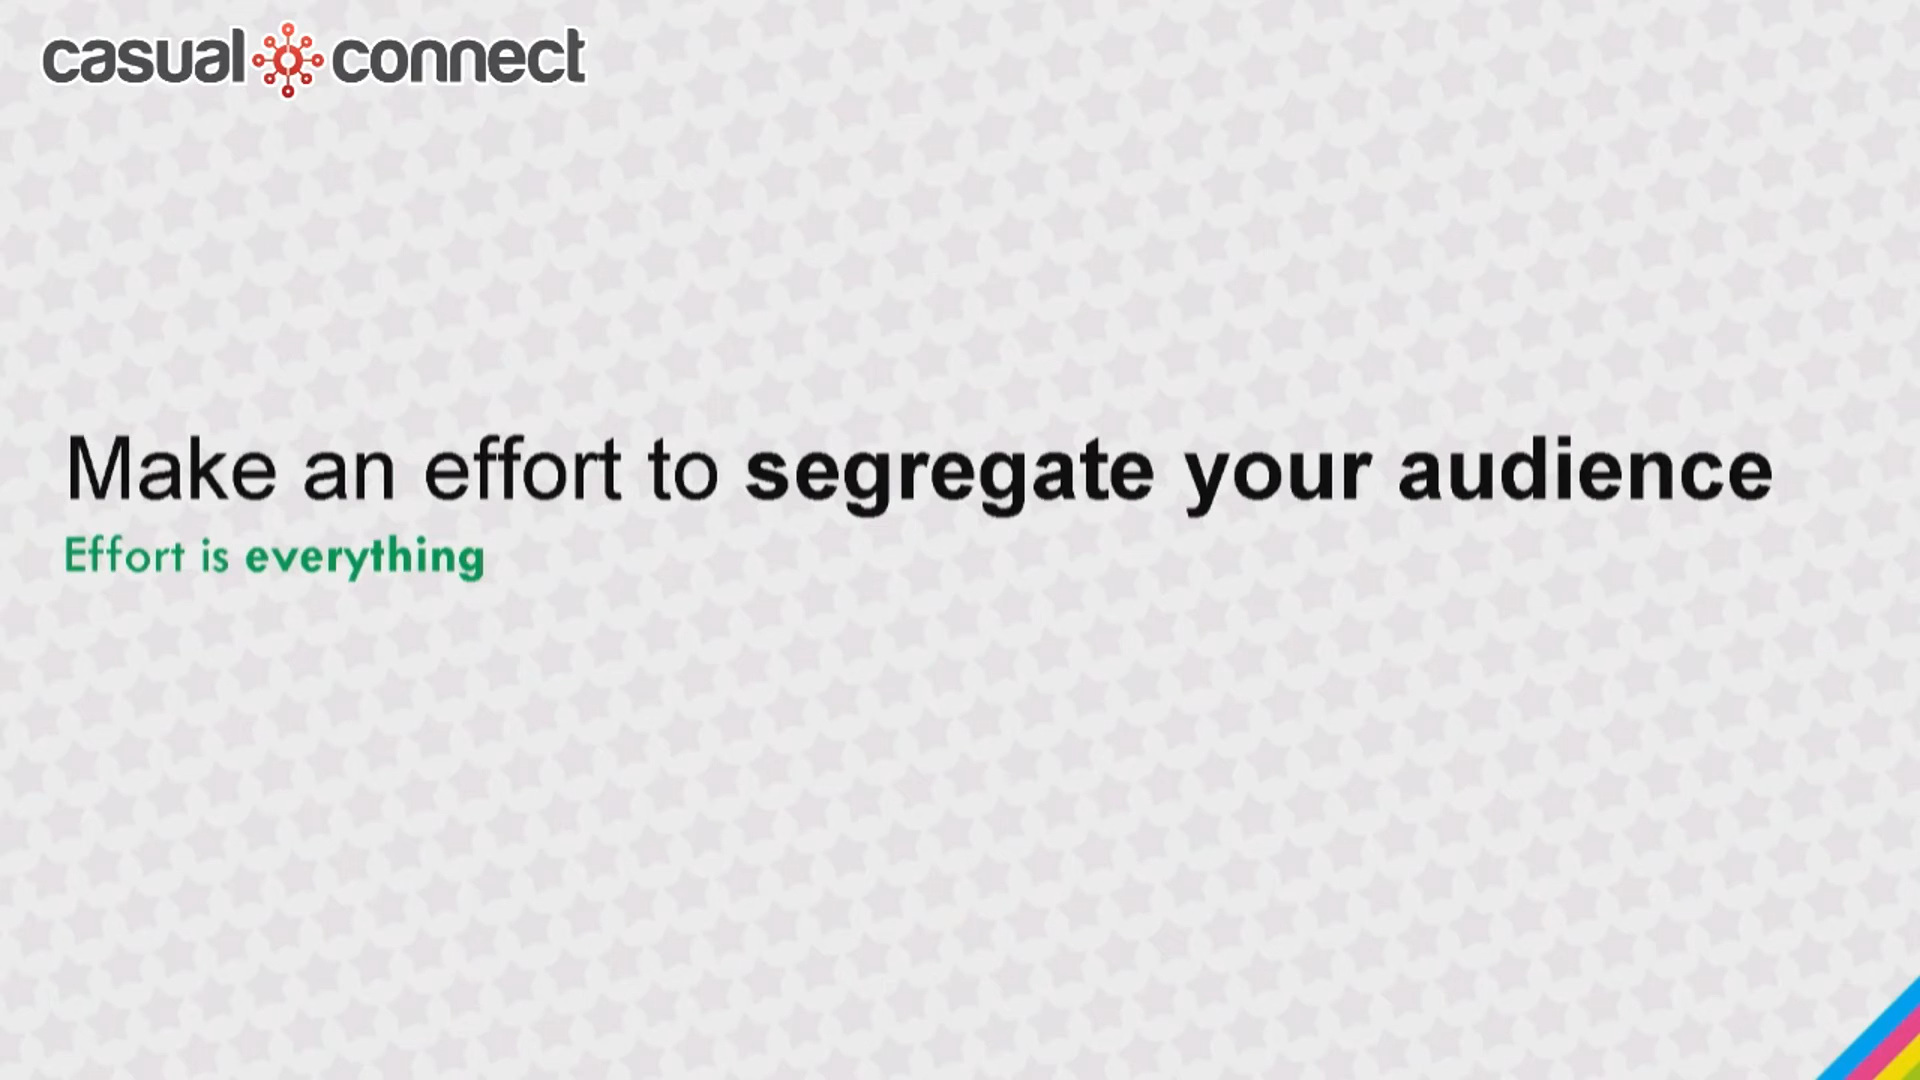 casual connect
Make an effort to segregate your audience
Effort is everything